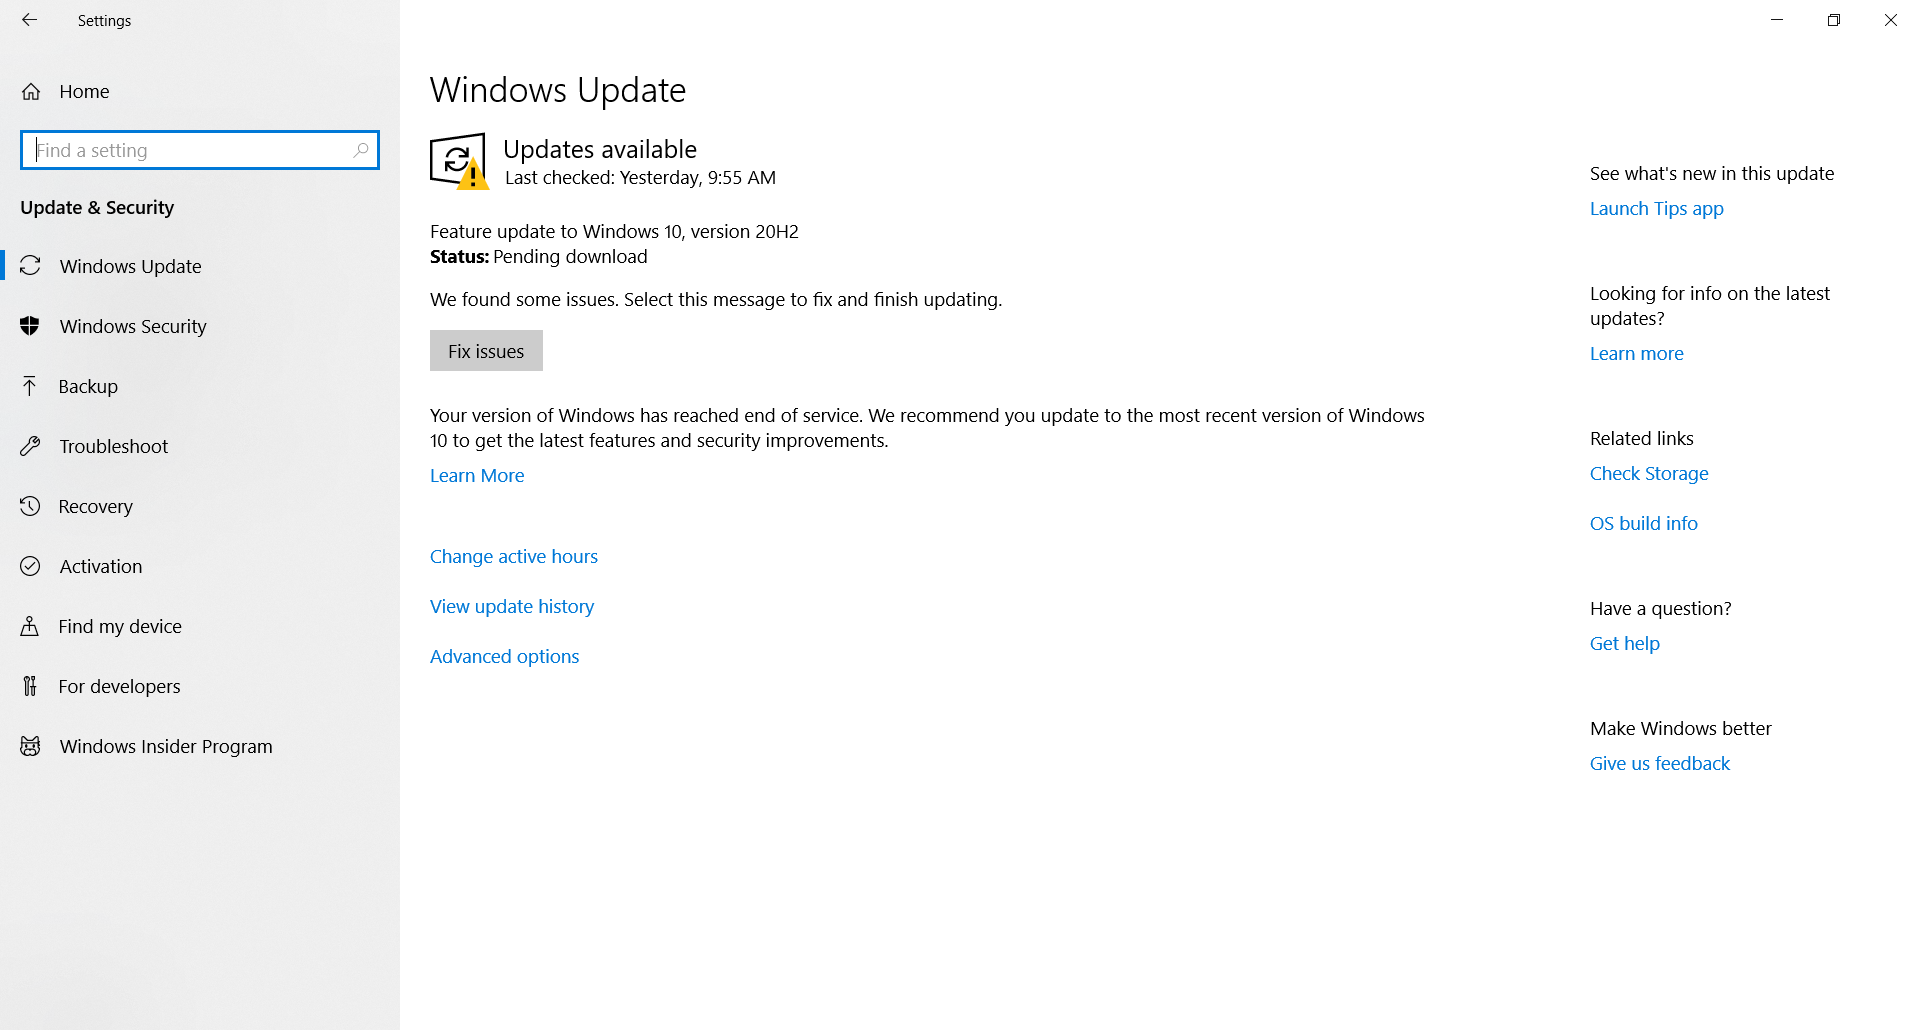 Settings
Home
Find a setting
Update & Security
Windows Update
Windows Security
Backup
Troubleshoot
Recovery
Activation
Find my device
For developers
Windows Insider Program
Windows Update
Updates available
Last checked: Yesterday, 9:55 AM
Feature update to Windows 10, version 20H2
Status: Pending download
We found some issues. Select this message to fix and finish updating.
Fix issues
Your version of Windows has reached end of service. We recommend you update to the most recent version of Windows
10 to get the latest features and security improvements.
Learn More
Change active hours
View update history
Advanced options
See what's new in this update
Launch Tips app
Looking for info on the latest
updates?
Learn more
Related links
Check Storage
OS build info
Have a question?
Get help
Make Windows better
Give us feedback